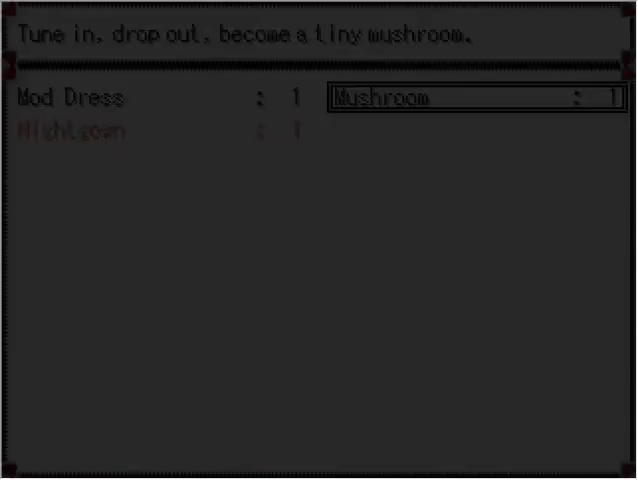 Tune in, drop out, become a tiny mushroom.
Mod Dress : 1 Mushroom : 1
Nightgown : 1